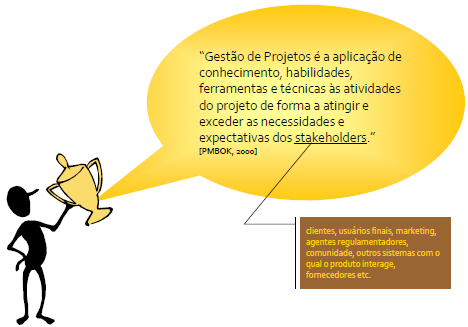 “Gestão de Projetos é a aplicação de
conhecimento, habilidades,
ferramentas e técnicas às atividades
do projeto de forma a atingir e
exceder as necessidades e
expectativas dos stakeholders.”
[PMBOK, 2000]
clientes, usuários finais, marketing,
agentes regulamentadores,
comunidade, outros sistemas com o
qual o produto interage,
fornecedores etc.